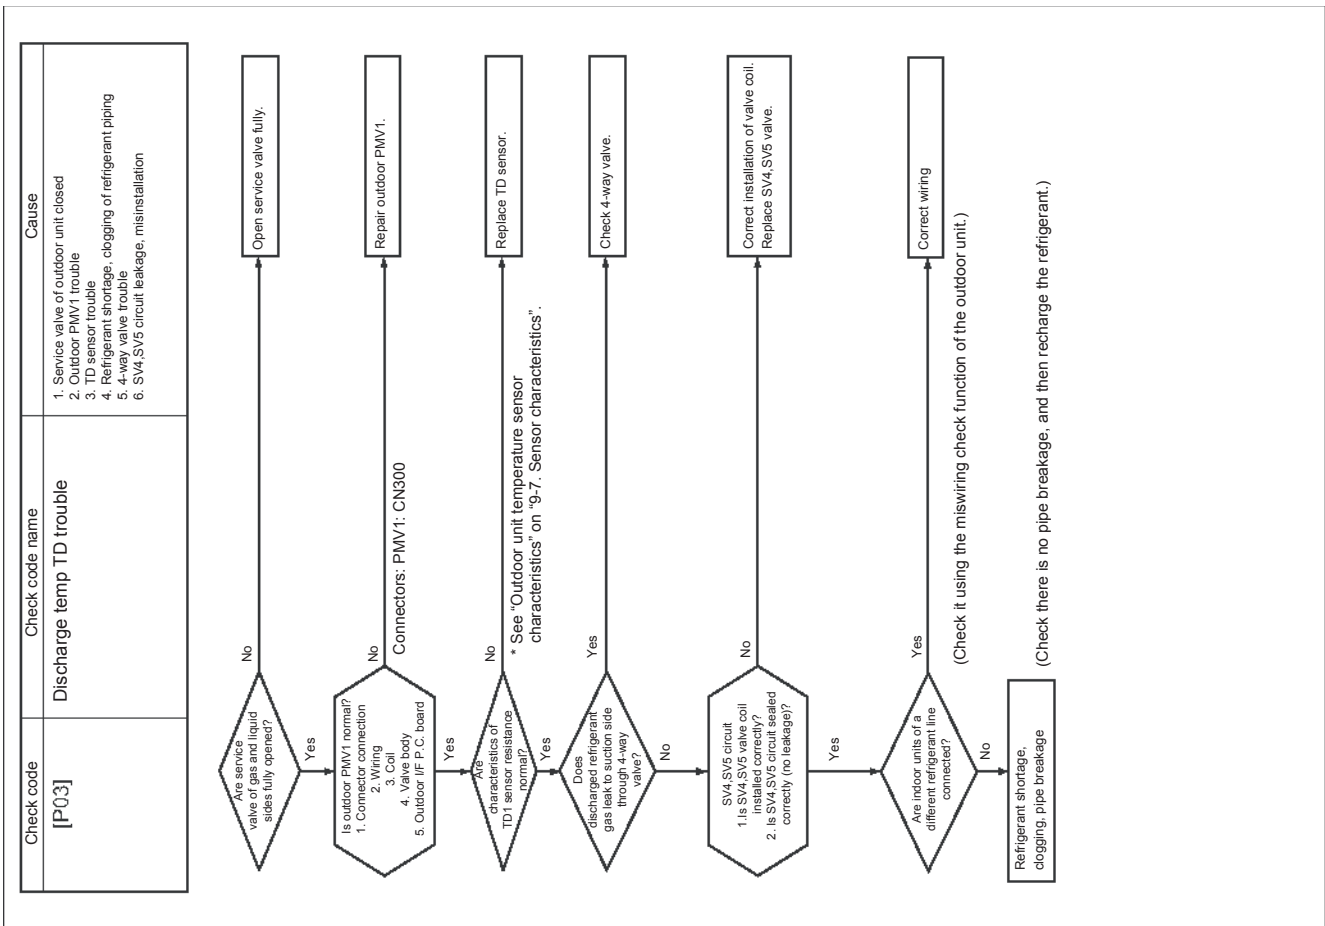 Check code
Check code name
Cause
[P03]
Discharge temp TD trouble
1. Service valve of outdoor unit closed
2. Outdoor PMV1 trouble
3. TD sensor trouble
4. Refrigerant shortage, clogging of refrigerant piping
5. 4-way valve trouble
6. SV4,SV5 circuit leakage, misinstallation
Are service
valve of gas and liquid
sides fully opened?
No
Open service valve fully.
Yes
Is outdoor PMV1 normal?
1. Connector connection
2. Wiring
3. Coil
4. Valve body
5. Outdoor I/F P.C. board
No
Repair outdoor PMV1.
Connectors: PMV1: CN300
Yes
Are
characteristics of
TD1 sensor resistance
normal?
No
Replace TD sensor.
* See “Outdoor unit temperature sensor
characteristics” on “9-7. Sensor characteristics”.
Yes
Does
discharged refrigerant
gas leak to suction side
through 4-way
valve?
Yes
Check 4-way valve.
No
SV4,SV5 circuit
1.Is SV4,SV5 valve coil
installed correctly?
2. Is SV4,SV5 circuit sealed
correctly (no leakage)?
No
Correct installation of valve coil.
Replace SV4,SV5 valve.
Yes
Are indoor units of a
different refrigerant line
connected?
Yes
Correct wiring
(Check it using the miswiring check function of the outdoor unit.)
No
Refrigerant shortage,
clogging, pipe breakage
(Check there is no pipe breakage, and then recharge the refrigerant.)